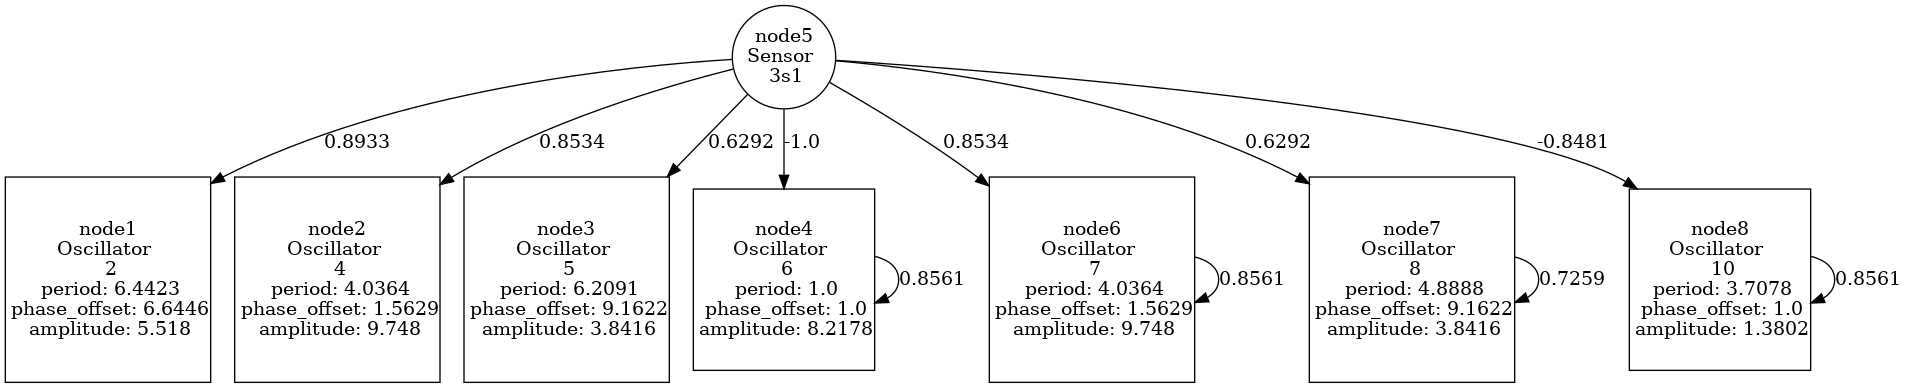 node5
Sensor
3s1
0.8933
0.8534
0.6292
-1.0
0.8534
0.6292
-0.8481
node1
Oscillator
2
period: 6.4423
phase_offset: 6.6446
amplitude: 5.518
node2
Oscillator
4
period: 4.0364
phase_offset: 1.5629
amplitude: 9.748
node3
Oscillator
5
period: 6.2091
phase_offset: 9.1622
amplitude: 3.8416
node4
Oscillator
6
period: 1.0
phase_offset: 1.0
amplitude: 8.2178
0.8561
node6
Oscillator
7
period: 4.0364
phase_offset: 1.5629
amplitude: 9.748
0.8561
node7
Oscillator
8
period: 4.8888
phase_offset: 9.1622
amplitude: 3.8416
0.7259
node8
Oscillator
10
period: 3.7078
phase_offset: 1.0
amplitude: 1.3802
0.8561